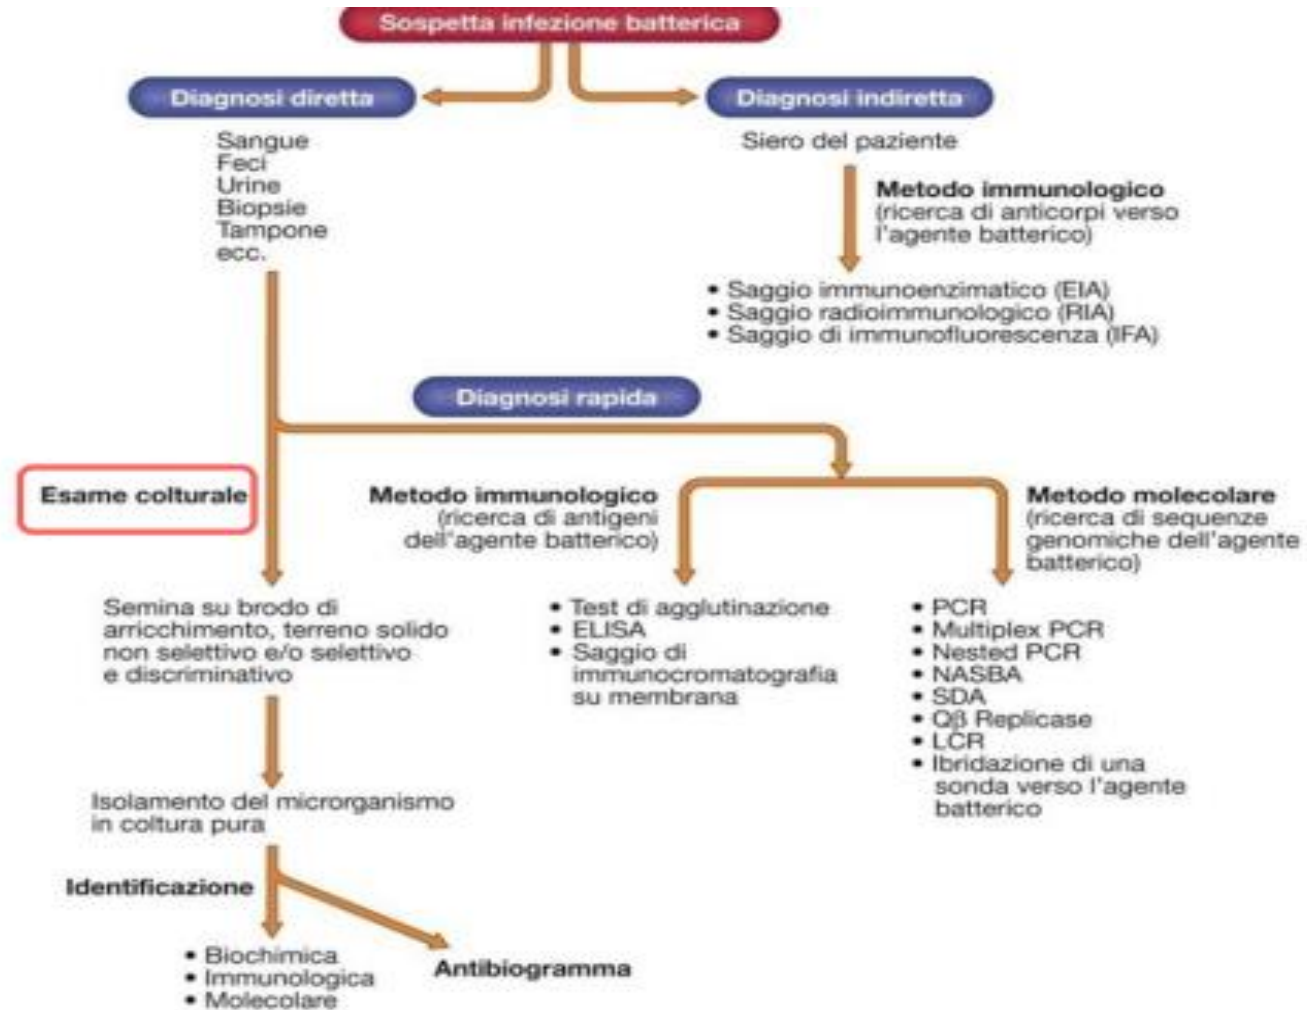 Sospetta infezione batterica
Diagnosi diretta
Sangue
Feci
Urine
Biopsie
Tampone
ecc.
Diagnosi indiretta
Siero del paziente
Metodo immunologico
(ricerca di anticorpi verso
l'agente batterico)
• Saggio immunoenzimatico (EIA)
• Saggio radioimmunologico (RIA)
• Saggio di immunofluorescenza (IFA)
Diagnosi rapida
Esame colturale
Metodo immunologico
(ricerca di antigeni
dell'agente batterico)
Metodo molecolare
(ricerca di sequenze
genomiche dell'agente
batterico)
Semina su brodo di
arricchimento, terreno solido
non selettivo e/o selettivo
e discriminativo
• Test di agglutinazione
• ELISA
• Saggio di
immunocromatografia
su membrana
• PCR
• Multiplex PCR
• Nested PCR
• NASBA
• SDA
• Qβ Replicase
• LCR
• Ibridazione di una
sonda verso l'agente
batterico
Isolamento del microrganismo
in coltura pura
Identificazione
• Biochimica
• Immunologica
• Molecolare
Antibiogramma